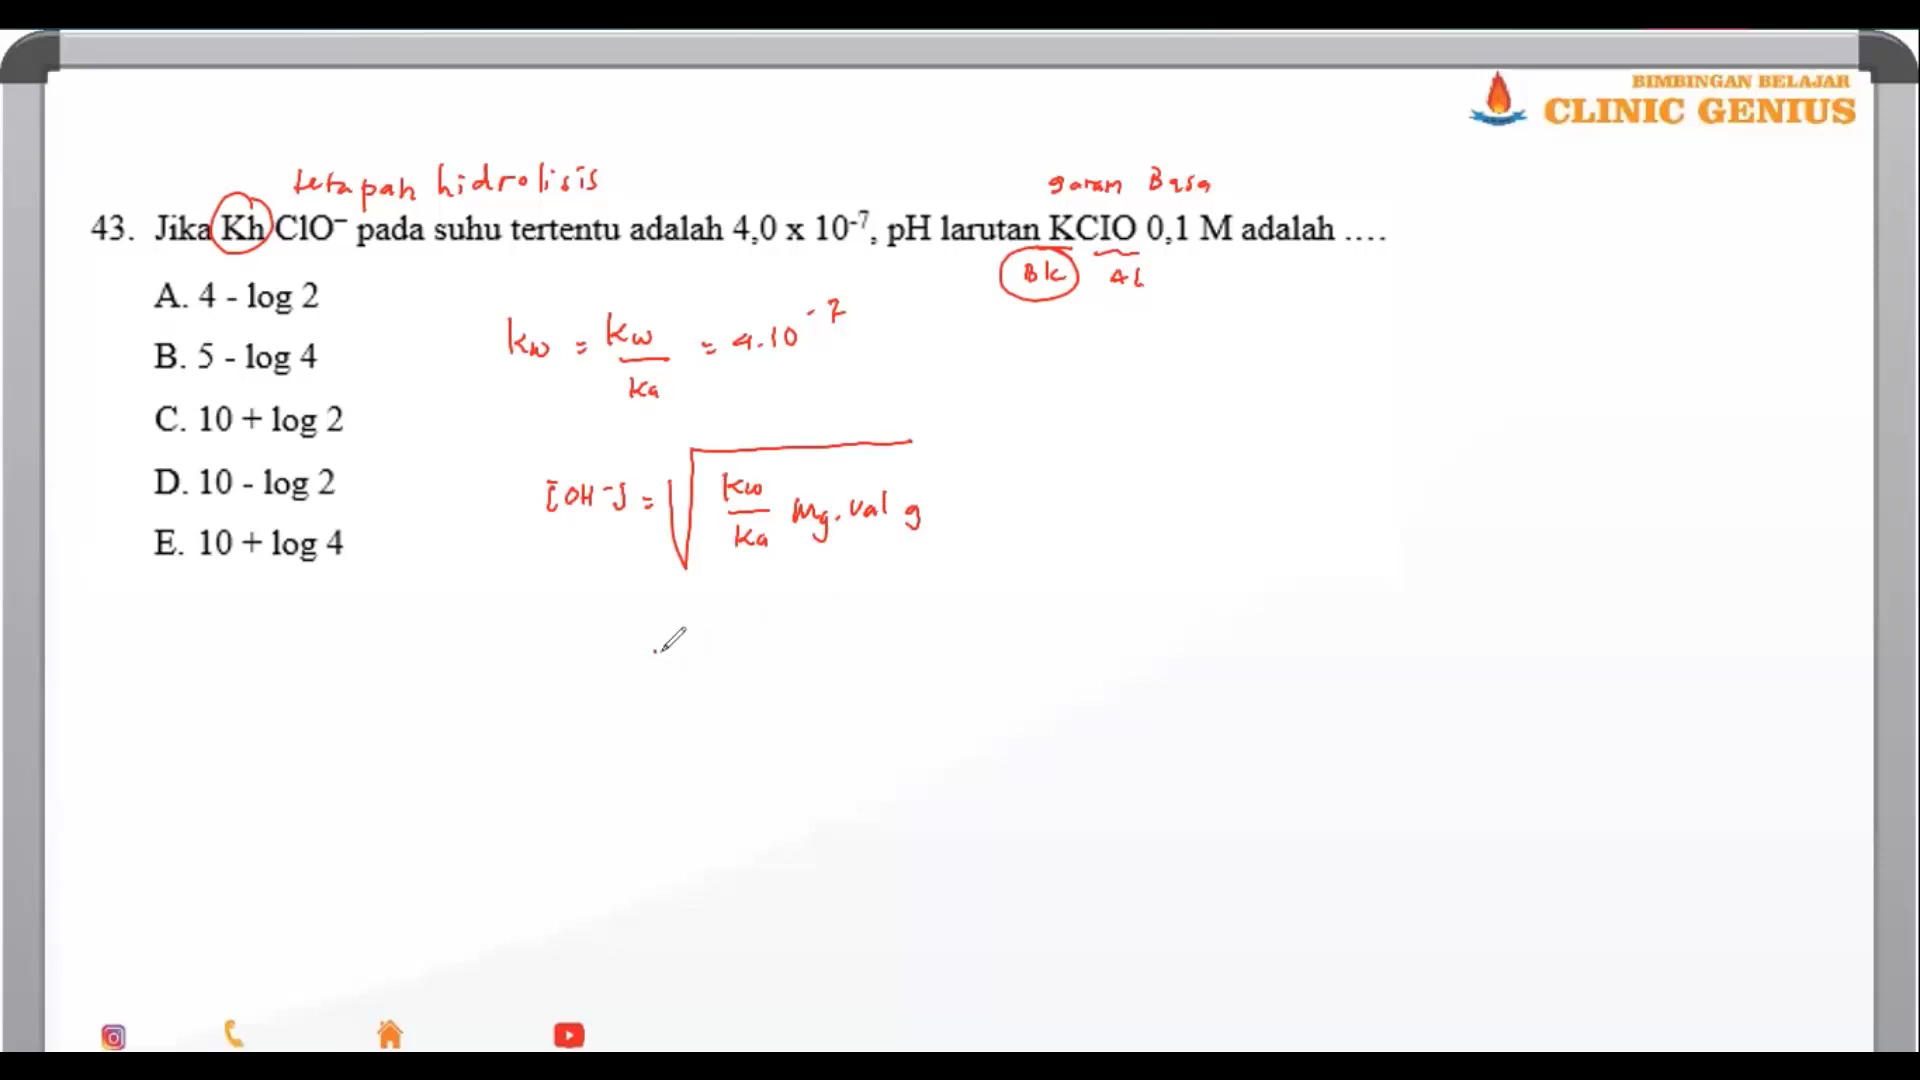 BIMBINGAN BELAJAR
CLINIC GENIUS
tetapah hidrolisis
garam Basa
43. Jika Kh ClO⁻ pada suhu tertentu adalah 4,0 x 10⁻⁷, pH larutan KCIO 0,1 M adalah ....
Bk AL
A. 4 - log 2
B. 5 - log 4
C. 10 + log 2
D. 10 - log 2
E. 10 + log 4
kw = kw / ka = 4.10⁻⁷
[OH⁻] = √ kw / ka Mg. val g